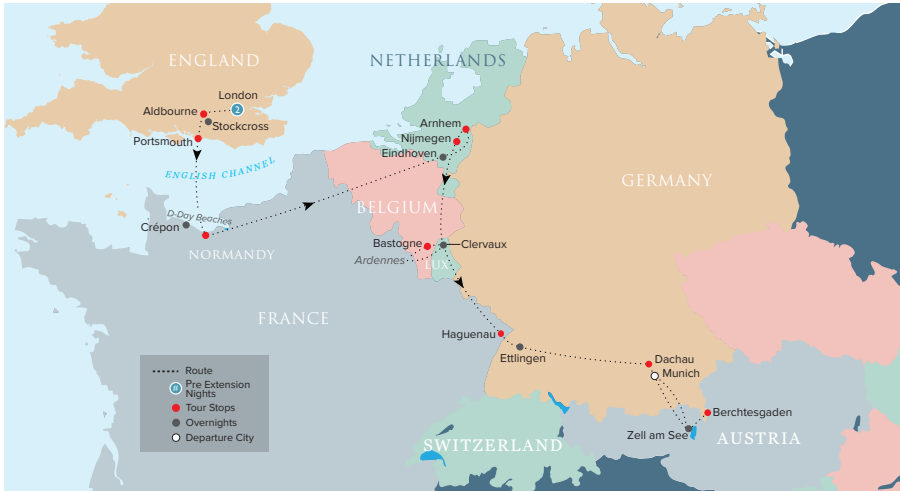 ENGLAND
NETHERLANDS
London
2
Aldbourne
Stockcross
Portsmouth
Arnhem
Nijmegen
Eindhoven
ENGLISH CHANNEL
GERMANY
D-Day Beaches
BELGIUM
Crépon
NORMANDY
Bastogne
Clervaux
Ardennes
LUX
FRANCE
Haguenau
Ettlingen
Dachau
Munich
Berchtesgaden
Zell am See
AUSTRIA
SWITZERLAND
Route
#
Pre Extension
Nights
Tour Stops
Overnights
Departure City